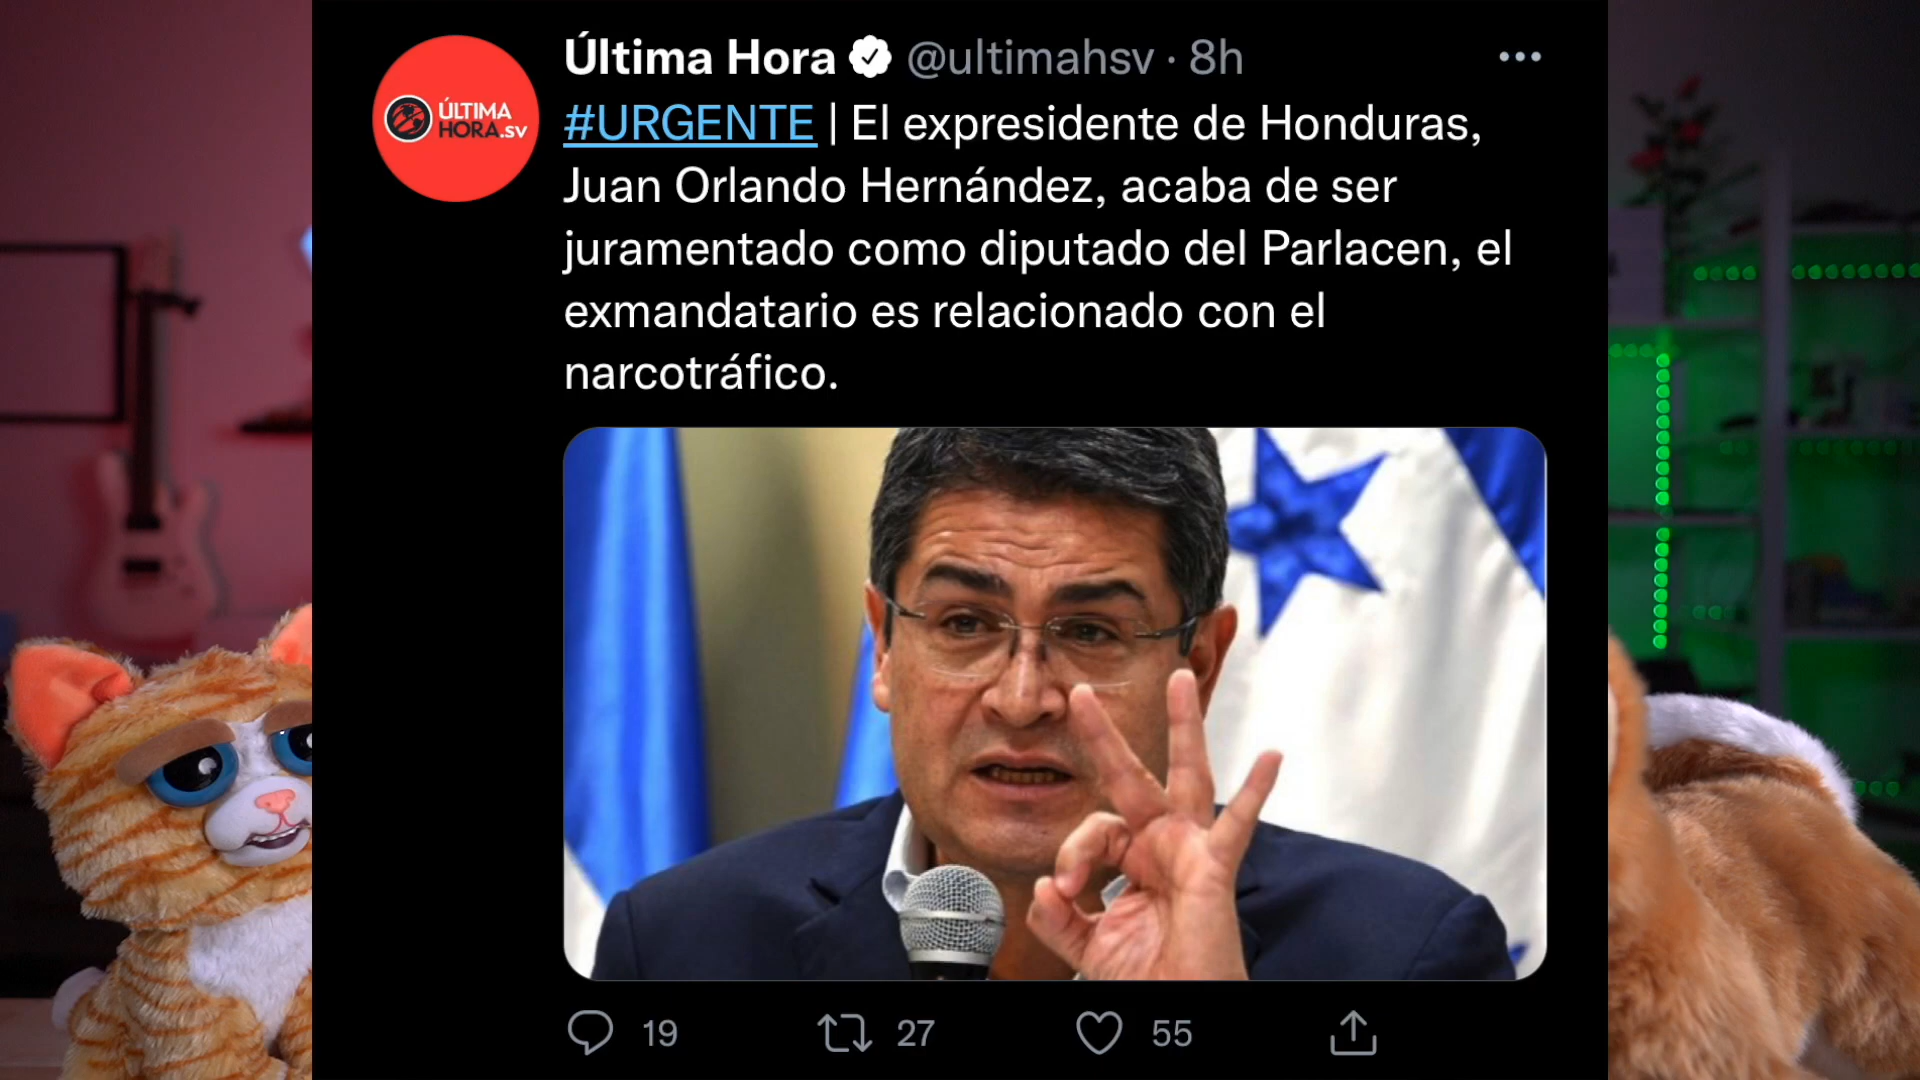 Última Hora @ultimahsv · 8h
ÚLTIMA
HORA.SV
#URGENTE | El expresidente de Honduras,
Juan Orlando Hernández, acaba de ser
juramentado como diputado del Parlacen, el
exmandatario es relacionado con el
narcotráfico.
19 27 55